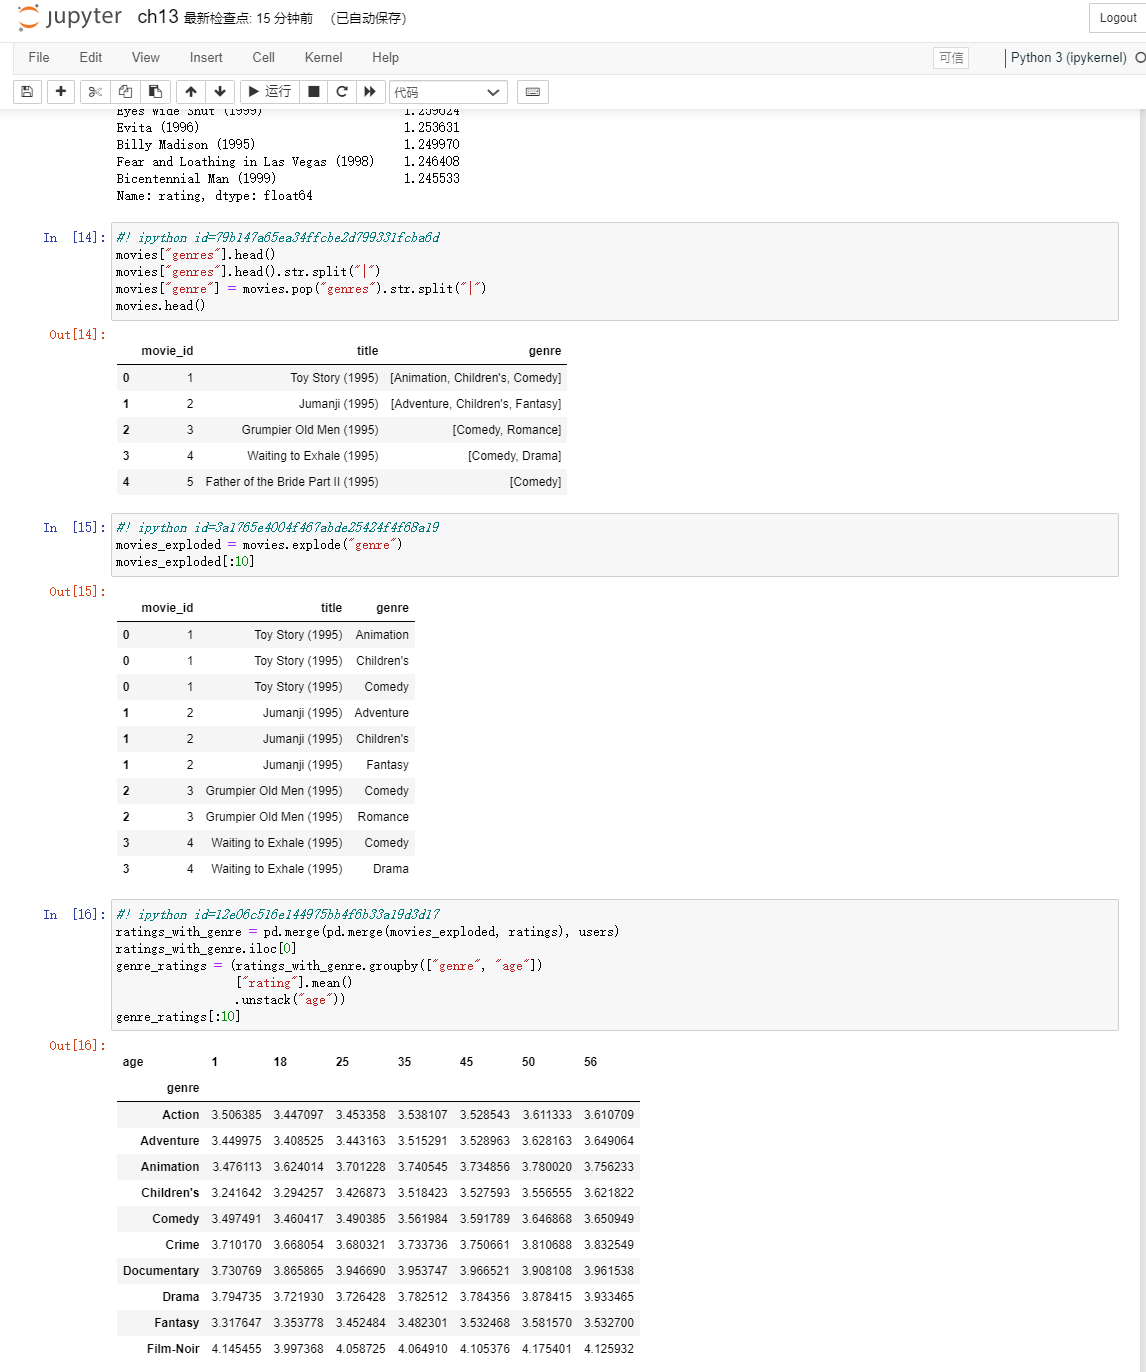 jupyter ch13 最新检查点: 15 分钟前 (已自动保存)
Logout
File Edit View Insert Cell Kernel Help
可信
Python 3 (ipykernel)
运行
代码
Eyes Wide Shut (1999) 1.259624
Evita (1996) 1.253631
Billy Madison (1995) 1.249970
Fear and Loathing in Las Vegas (1998) 1.246408
Bicentennial Man (1999) 1.245533
Name: rating, dtype: float64
In [14]:
#! ipython id=79b147a65ea34ffcbe2d799331fcba6d
movies["genres"].head()
movies["genres"].head().str.split("|")
movies["genre"] = movies.pop("genres").str.split("|")
movies.head()
Out[14]:
movie_id title genre
0 1 Toy Story (1995) [Animation, Children's, Comedy]
1 2 Jumanji (1995) [Adventure, Children's, Fantasy]
2 3 Grumpier Old Men (1995) [Comedy, Romance]
3 4 Waiting to Exhale (1995) [Comedy, Drama]
4 5 Father of the Bride Part II (1995) [Comedy]
In [15]:
#! ipython id=3a1765e4004f467abde25424f4f68a19
movies_exploded = movies.explode("genre")
movies_exploded[:10]
Out[15]:
movie_id title genre
0 1 Toy Story (1995) Animation
0 1 Toy Story (1995) Children's
0 1 Toy Story (1995) Comedy
1 2 Jumanji (1995) Adventure
1 2 Jumanji (1995) Children's
1 2 Jumanji (1995) Fantasy
2 3 Grumpier Old Men (1995) Comedy
2 3 Grumpier Old Men (1995) Romance
3 4 Waiting to Exhale (1995) Comedy
3 4 Waiting to Exhale (1995) Drama
In [16]:
#! ipython id=12e06c516e144975bb4f6b33a19d3d17
ratings_with_genre = pd.merge(pd.merge(movies_exploded, ratings), users)
ratings_with_genre.iloc[0]
genre_ratings = (ratings_with_genre.groupby(["genre", "age"])
["rating"].mean()
.unstack("age"))
genre_ratings[:10]
Out[16]:
age 1 18 25 35 45 50 56
genre
Action 3.506385 3.447097 3.453358 3.538107 3.528543 3.611333 3.610709
Adventure 3.449975 3.408525 3.443163 3.515291 3.528963 3.628163 3.649064
Animation 3.476113 3.624014 3.701228 3.740545 3.734856 3.780020 3.756233
Children's 3.241642 3.294257 3.426873 3.518423 3.527593 3.556555 3.621822
Comedy 3.497491 3.460417 3.490385 3.561984 3.591789 3.646868 3.650949
Crime 3.710170 3.668054 3.680321 3.733736 3.750661 3.810688 3.832549
Documentary 3.730769 3.865865 3.946690 3.953747 3.966521 3.908108 3.961538
Drama 3.794735 3.721930 3.726428 3.782512 3.784356 3.878415 3.933465
Fantasy 3.317647 3.353778 3.452484 3.482301 3.532468 3.581570 3.532700
Film-Noir 4.145455 3.997368 4.058725 4.064910 4.105376 4.175401 4.125932